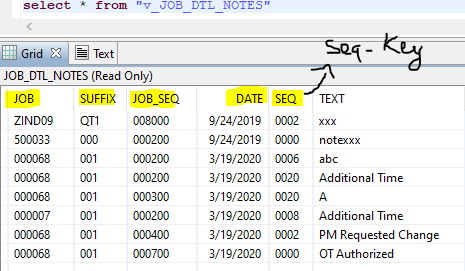 select * from "v_JOB_DTL_NOTES"
Seq-Key
Grid Text
JOB_DTL_NOTES (Read Only)
JOB SUFFIX JOB_SEQ DATE SEQ TEXT
ZIND09 QT1 008000 9/24/2019 0002 xxx
500033 000 000200 9/24/2019 0000 notexxx
000068 001 000200 3/19/2020 0006 abc
000068 001 000200 3/19/2020 0020 Additional Time
000068 001 000300 3/19/2020 0020 A
000007 001 000200 3/19/2020 0008 Additional Time
000068 001 000400 3/19/2020 0002 PM Requested Change
000068 001 000700 3/19/2020 0000 OT Authorized